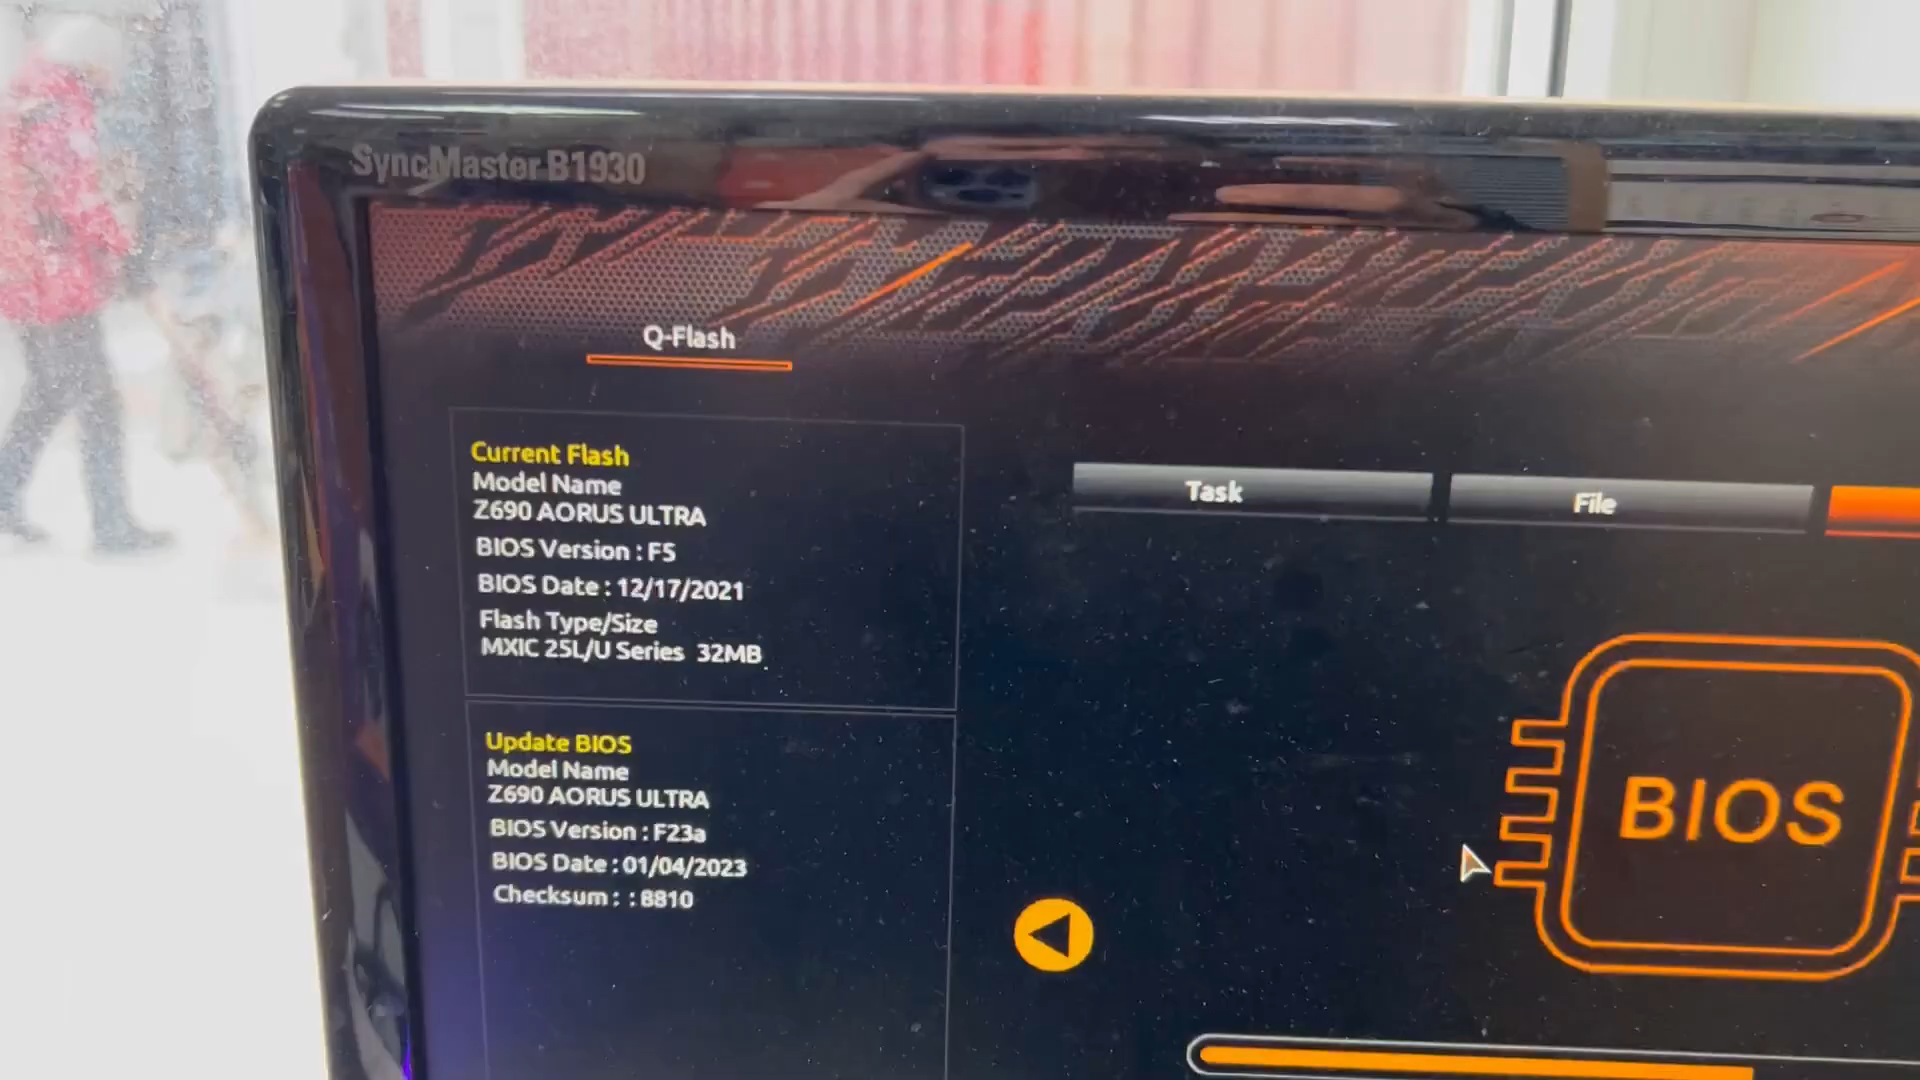 SyncMaster B1930
Q-Flash
Current Flash
Model Name
Z690 AORUS ULTRA
BIOS Version : F5
BIOS Date : 12/17/2021
Flash Type/Size
MXIC 25L/U Series 32MB
Update BIOS
Model Name
Z690 AORUS ULTRA
BIOS Version : F23a
BIOS Date : 01/04/2023
Checksum : : 8810
Task
File
BIOS